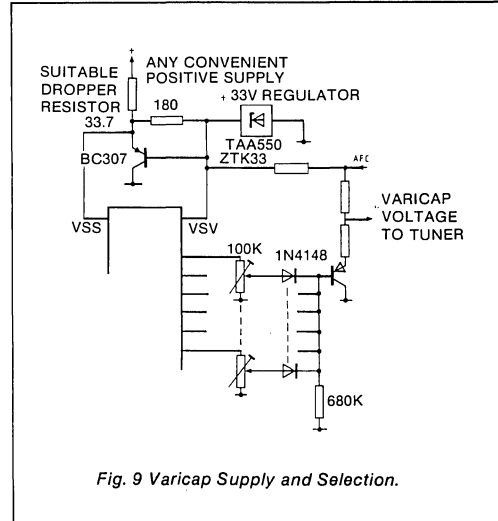 +
ANY CONVENIENT
POSITIVE SUPPLY
SUITABLE
DROPPER
RESISTOR
33.7
180
+ 33V REGULATOR
TAA550
ZTK33
BC307
AFC
VARICAP
VOLTAGE
TO TUNER
VSS
VSV
100K
1N4148
680K
Fig. 9 Varicap Supply and Selection.